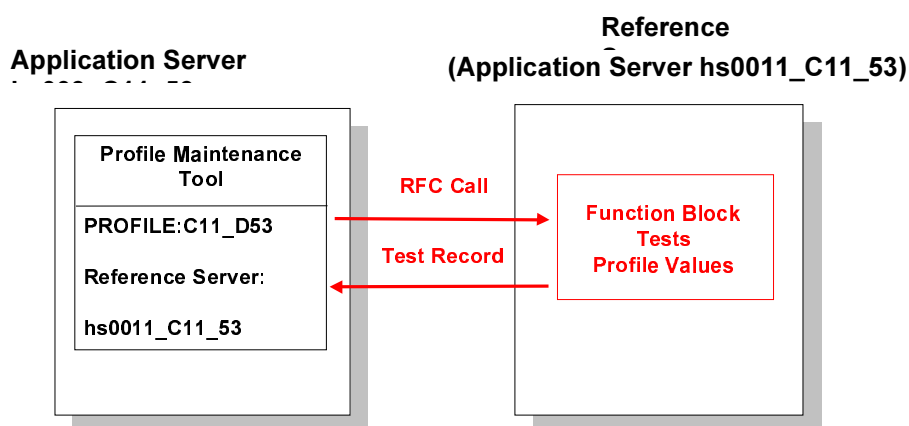 Reference
Application Server
(Application Server hs0011_C11_53)
Profile Maintenance
Tool
PROFILE:C11_D53
Reference Server:
hs0011_C11_53
RFC Call
Test Record
Function Block
Tests
Profile Values